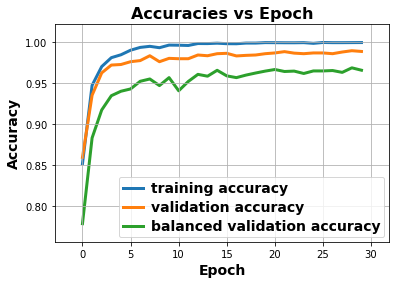 Accuracies vs Epoch
1.00
0.95
0.90
0.85
0.80
Accuracy
training accuracy
validation accuracy
balanced validation accuracy
0 5 10 15 20 25 30
Epoch